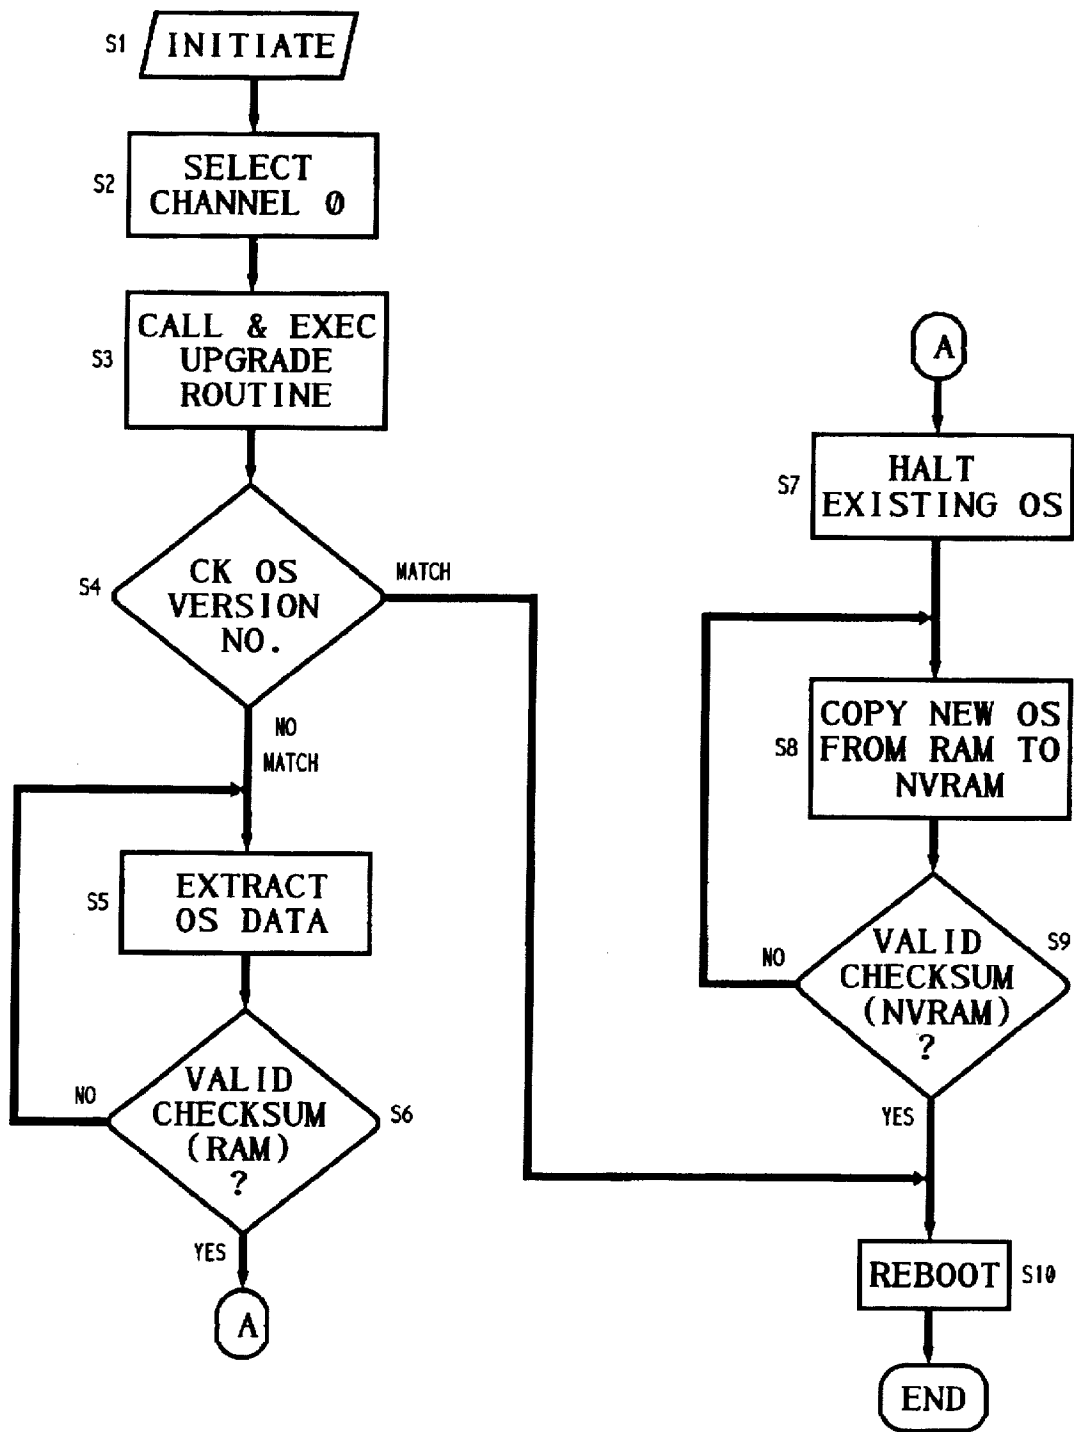 S1
INITIATE
S2
SELECT
CHANNEL 0
S3
CALL & EXEC
UPGRADE
ROUTINE
S4
CK OS
VERSION
NO.
MATCH
NO
MATCH
S5
EXTRACT
OS DATA
NO
VALID
CHECKSUM
(RAM)
?
S6
YES
A
A
S7
HALT
EXISTING OS
S8
COPY NEW OS
FROM RAM TO
NVRAM
NO
VALID
CHECKSUM
(NVRAM)
?
S9
YES
REBOOT
S10
END